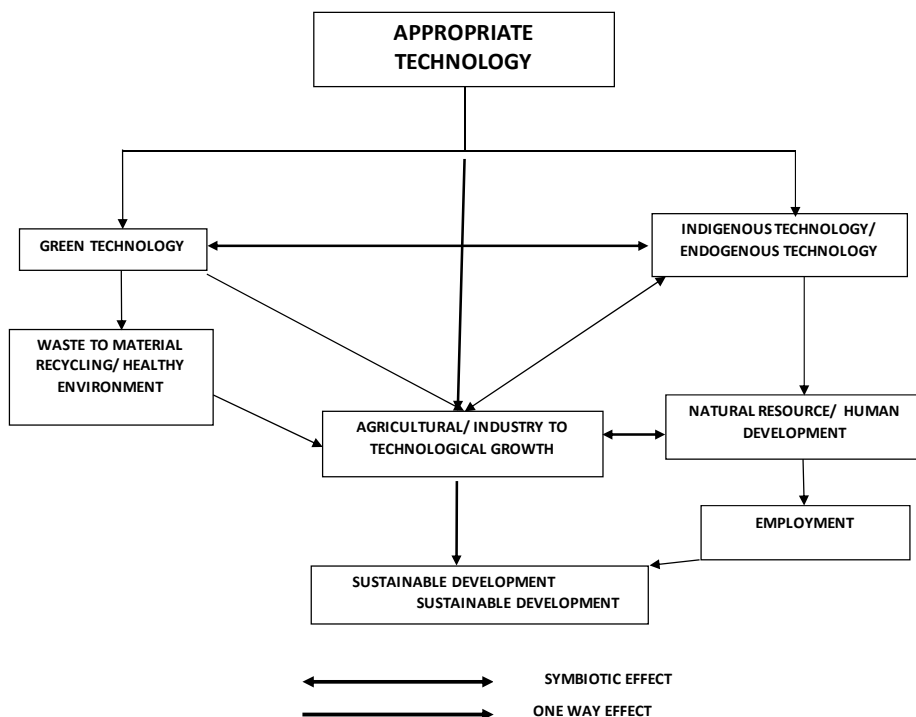 APPROPRIATE
TECHNOLOGY
GREEN TECHNOLOGY
INDIGENOUS TECHNOLOGY/
ENDOGENOUS TECHNOLOGY
WASTE TO MATERIAL
RECYCLING/ HEALTHY
ENVIRONMENT
AGRICULTURAL/ INDUSTRY TO
TECHNOLOGICAL GROWTH
NATURAL RESOURCE/ HUMAN
DEVELOPMENT
EMPLOYMENT
SUSTAINABLE DEVELOPMENT
SUSTAINABLE DEVELOPMENT
SYMBIOTIC EFFECT
ONE WAY EFFECT